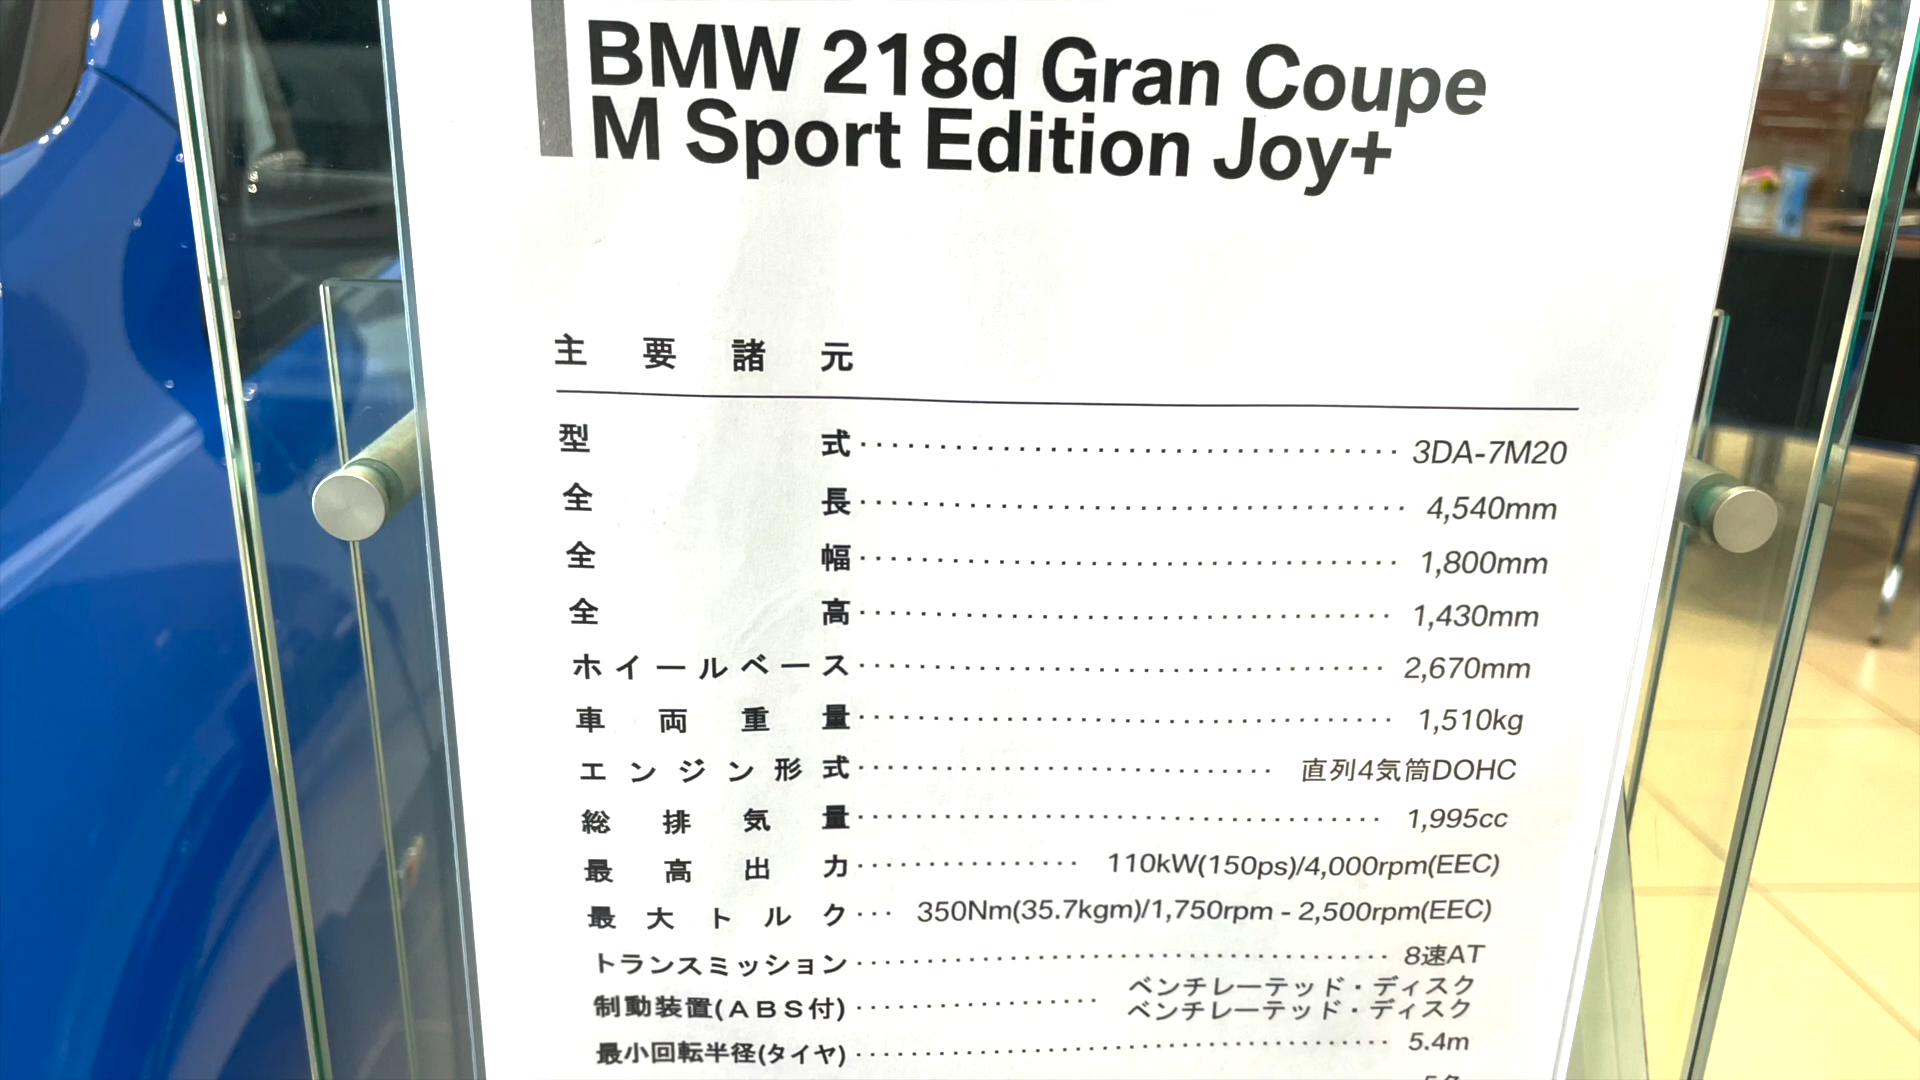 BMW 218d Gran Coupe
M Sport Edition Joy+
主要諸元
型式 3DA-7M20
全長 4,540mm
全幅 1,800mm
全高 1,430mm
ホイールベース 2,670mm
車両重量 1,510kg
エンジン形式 直列4気筒DOHC
総排気量 1,995cc
最高出力 110kW(150ps)/4,000rpm(EEC)
最大トルク 350Nm(35.7kgm)/1,750rpm - 2,500rpm(EEC)
トランスミッション 8速AT
制動装置(ABS付) ベンチレーテッド・ディスク
ベンチレーテッド・ディスク
最小回転半径(タイヤ) 5.4m